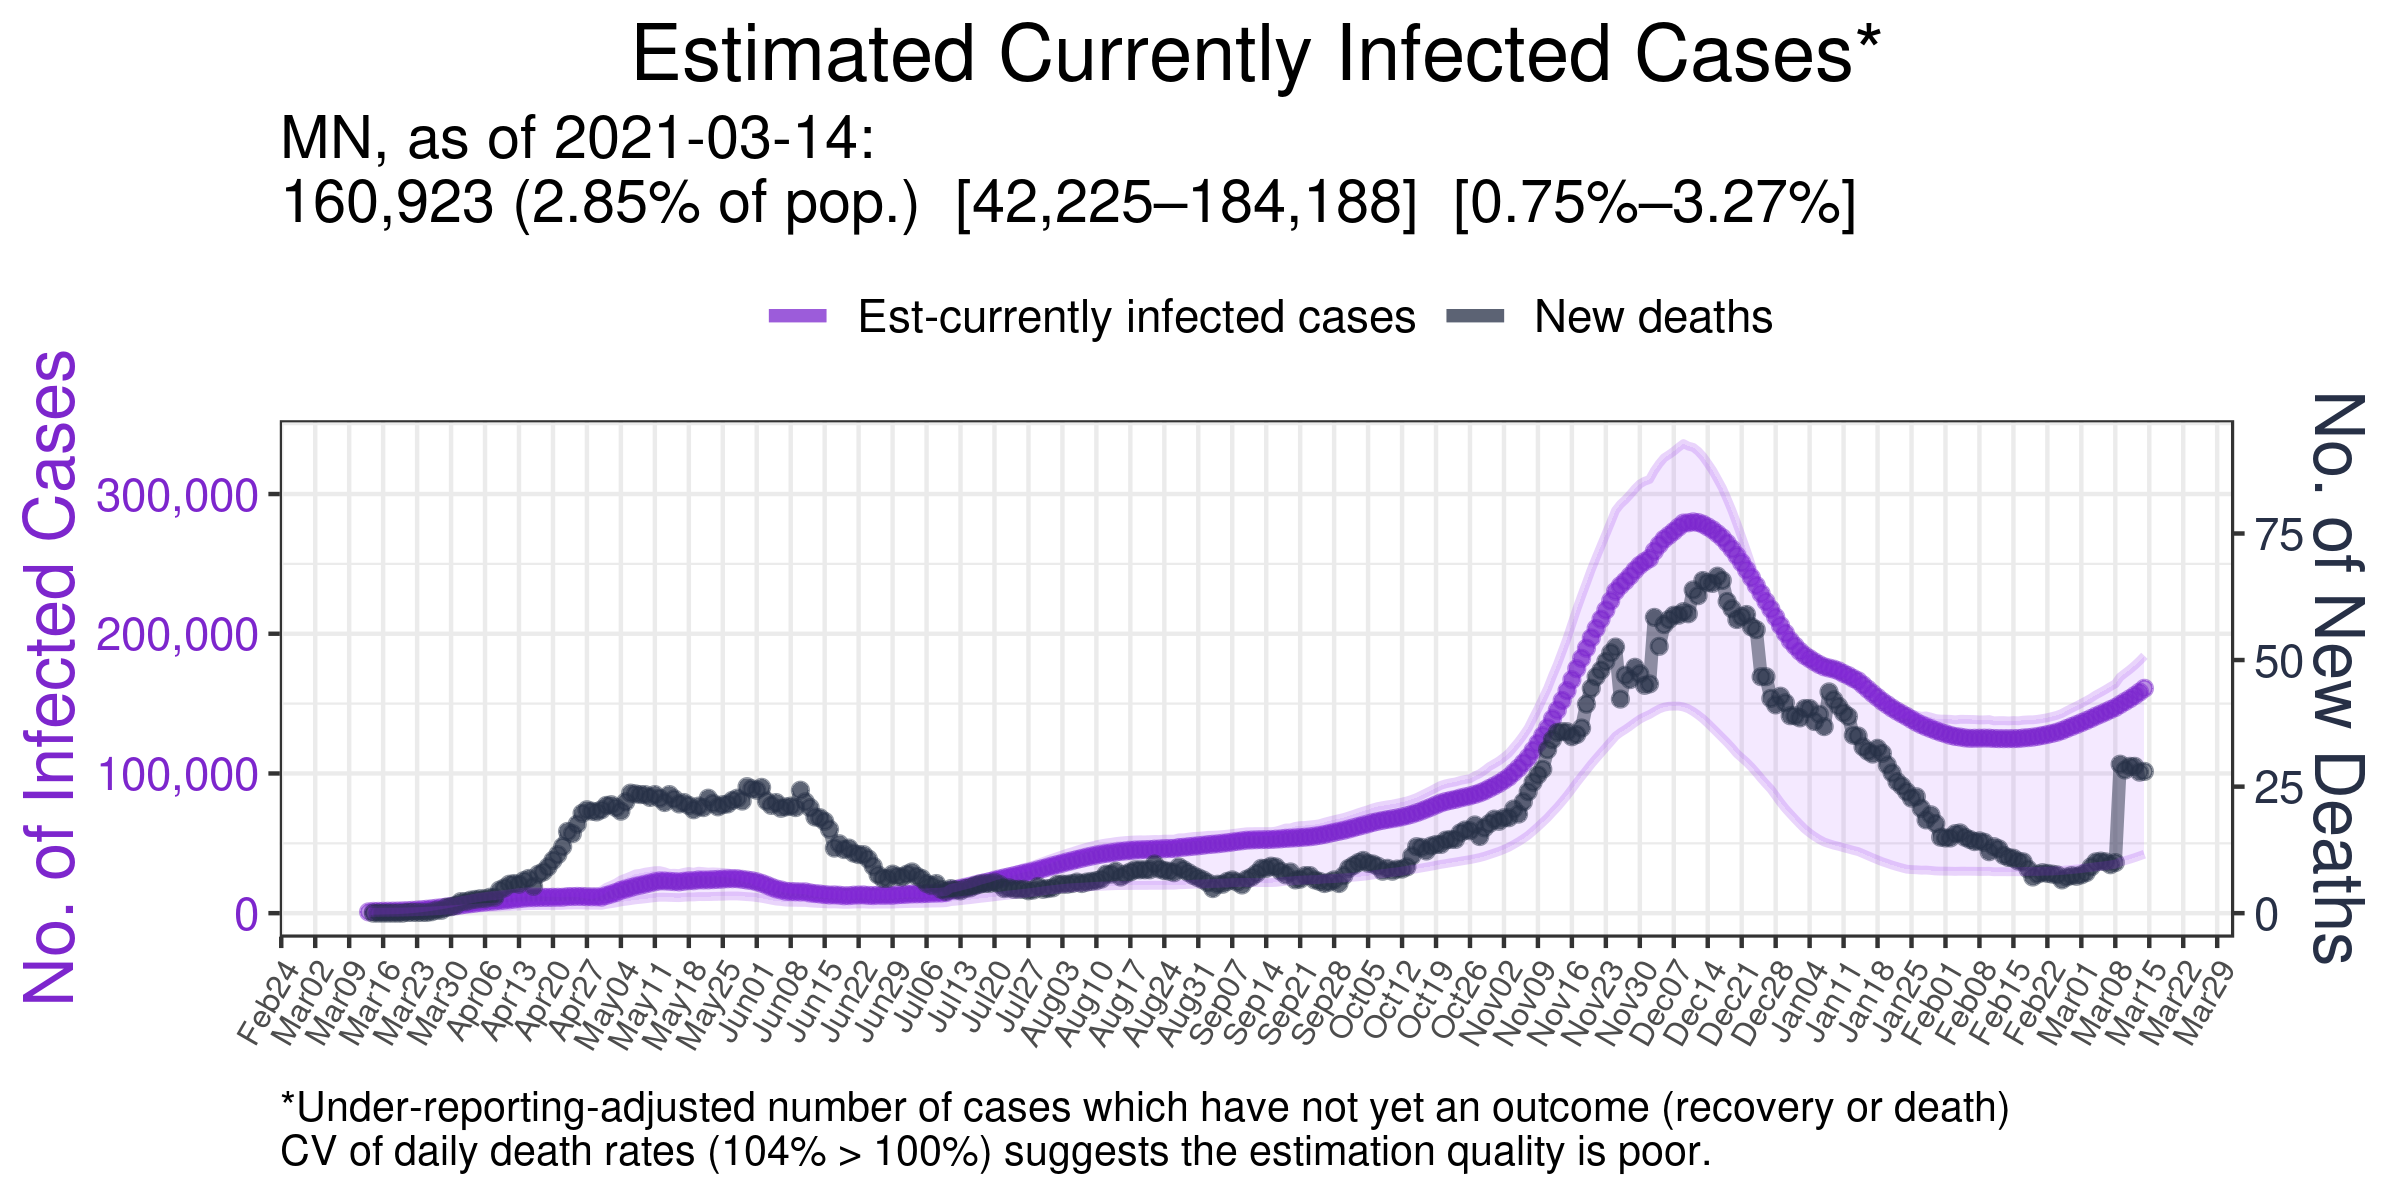 Estimated Currently Infected Cases*
MN, as of 2021-03-14:
160,923 (2.85% of pop.)  [42,225–184,188]  [0.75%–3.27%]
Est-currently infected cases
New deaths
No. of Infected Cases
300,000
200,000
100,000
0
No. of New Deaths
75
50
25
0
Feb24
Mar02
Mar09
Mar16
Mar23
Mar30
Apr06
Apr13
Apr20
Apr27
May04
May11
May18
May25
Jun01
Jun08
Jun15
Jun22
Jun29
Jul06
Jul13
Jul20
Jul27
Aug03
Aug10
Aug17
Aug24
Aug31
Sep07
Sep14
Sep21
Sep28
Oct05
Oct12
Oct19
Oct26
Nov02
Nov09
Nov16
Nov23
Nov30
Dec07
Dec14
Dec21
Dec28
Jan04
Jan11
Jan18
Jan25
Feb01
Feb08
Feb15
Feb22
Mar01
Mar08
Mar15
Mar22
Mar29
*Under-reporting-adjusted number of cases which have not yet an outcome (recovery or death)
CV of daily death rates (104% > 100%) suggests the estimation quality is poor.